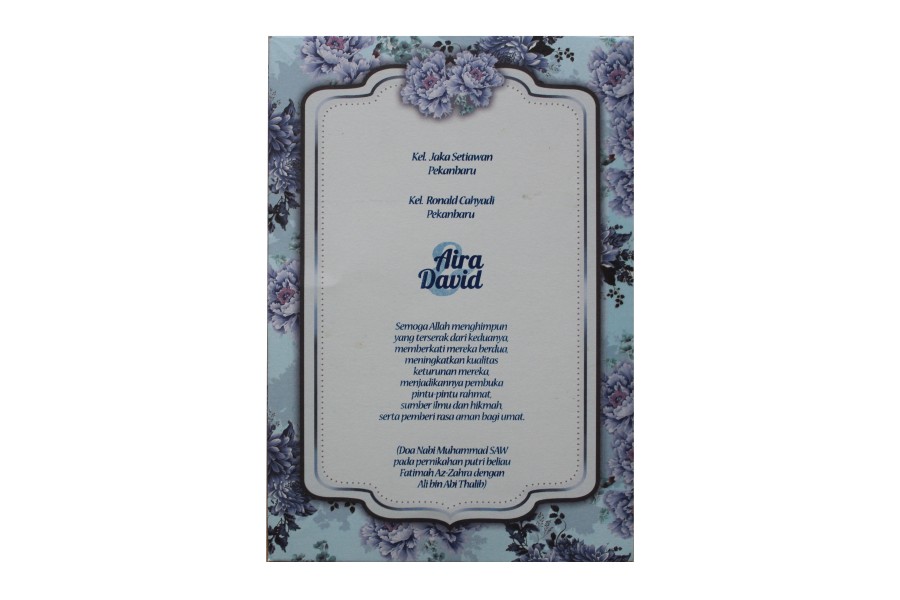 Kel. Jaka Setiawan
Pekanbaru
Kel. Ronald Cahyadi
Pekanbaru
Aira
&
David
Semoga Allah menghimpun
yang terserak dari keduanya,
memberkati mereka berdua,
meningkatkan kualitas
keturunan mereka,
menjadikannya pembuka
pintu-pintu rahmat,
sumber ilmu dan hikmah,
serta pemberi rasa aman bagi umat.
(Doa Nabi Muhammad SAW
pada pernikahan putri beliau
Fatimah Az-Zahra dengan
Ali bin Abi Thalib)